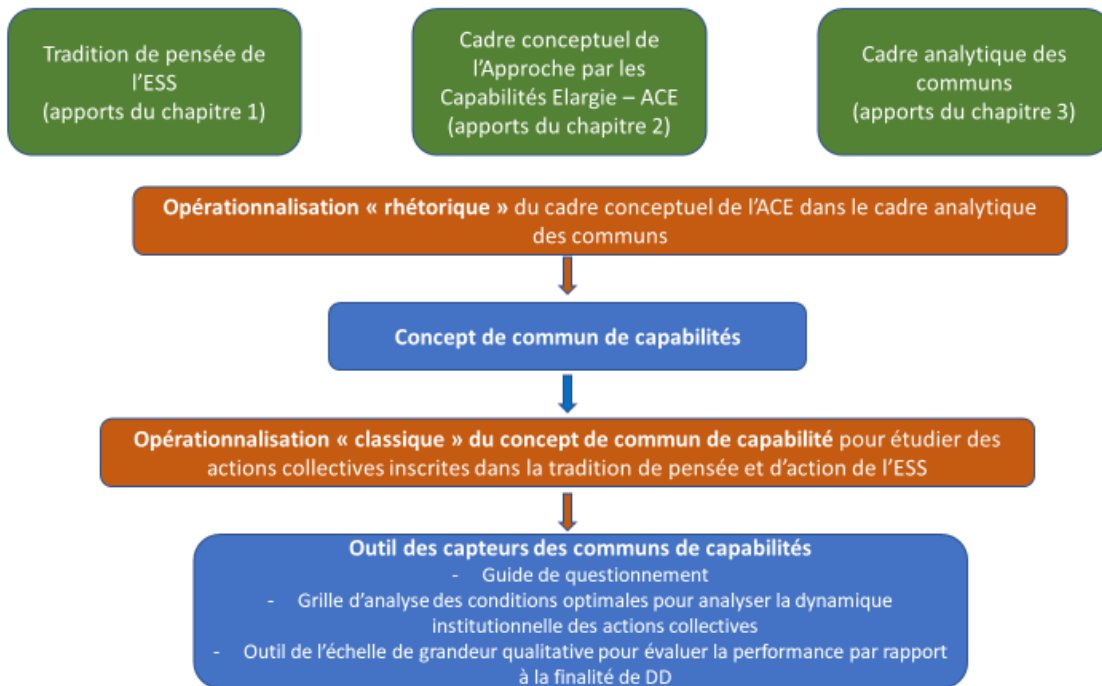 Tradition de pensée de
l'ESS
(apports du chapitre 1)
Cadre conceptuel de
l'Approche par les
Capabilités Elargie – ACE
(apports du chapitre 2)
Cadre analytique des
communs
(apports du chapitre 3)
Opérationnalisation « rhétorique » du cadre conceptuel de l'ACE dans le cadre analytique
des communs
Concept de commun de capabilités
Opérationnalisation « classique » du concept de commun de capabilité pour étudier des
actions collectives inscrites dans la tradition de pensée et d'action de l'ESS
Outil des capteurs des communs de capabilités
- Guide de questionnement
- Grille d'analyse des conditions optimales pour analyser la dynamique
institutionnelle des actions collectives
- Outil de l'échelle de grandeur qualitative pour évaluer la performance par rapport
à la finalité de DD